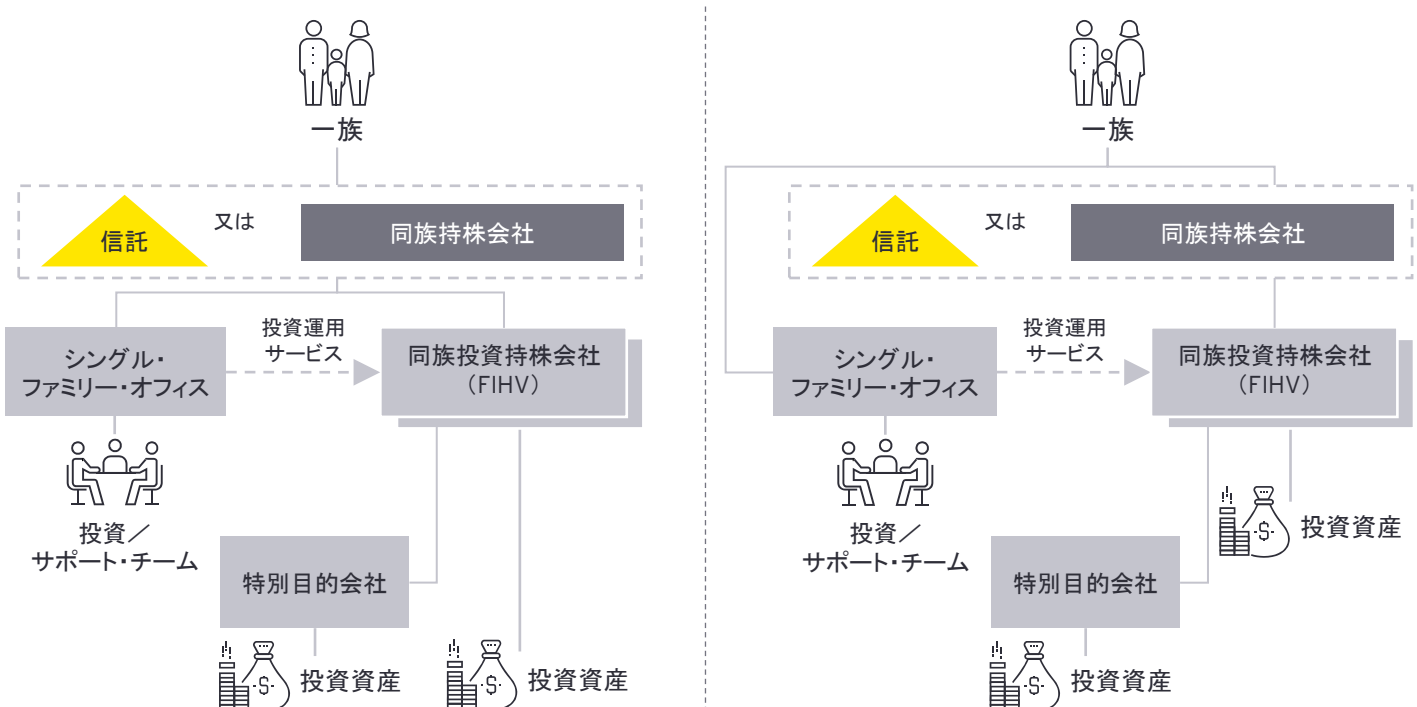 一族
信託
又は
同族持株会社
シングル・
ファミリー・オフィス
投資運用
サービス
同族投資持株会社
(FIHV)
投資／
サポート・チーム
特別目的会社
$
投資資産
$
投資資産
一族
信託
又は
同族持株会社
シングル・
ファミリー・オフィス
投資運用
サービス
同族投資持株会社
(FIHV)
投資／
サポート・チーム
$
投資資産
特別目的会社
$
投資資産